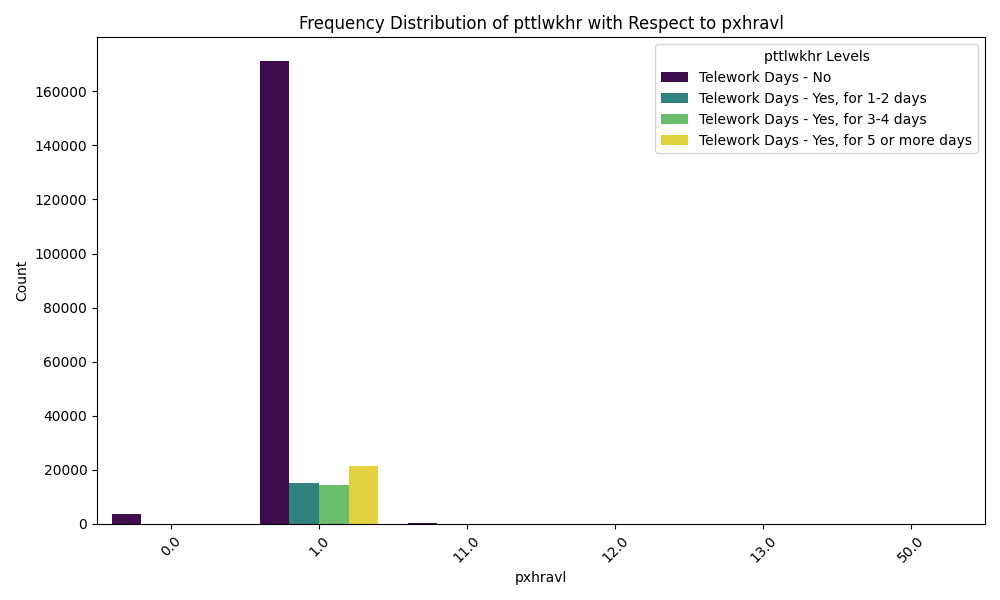 Frequency Distribution of pttlwkhr with Respect to pxhravl
pttlwkhr Levels
Telework Days - No
Telework Days - Yes, for 1-2 days
Telework Days - Yes, for 3-4 days
Telework Days - Yes, for 5 or more days
Count
160000
140000
120000
100000
80000
60000
40000
20000
0
0.0
1.0
11.0
12.0
13.0
50.0
pxhravl